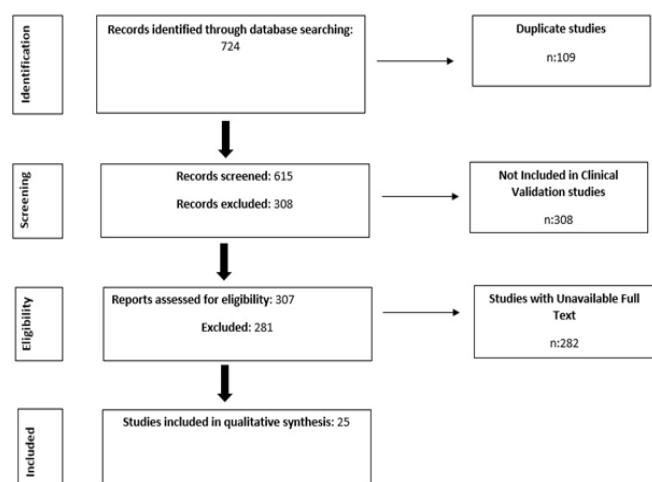 Identification
Records identified through database searching:
724
Duplicate studies
n:109
Screening
Records screened: 615
Records excluded: 308
Not Included in Clinical
Validation studies
n:308
Eligibility
Reports assessed for eligibility: 307
Excluded: 281
Studies with Unavailable Full
Text
n:282
Included
Studies included in qualitative synthesis: 25